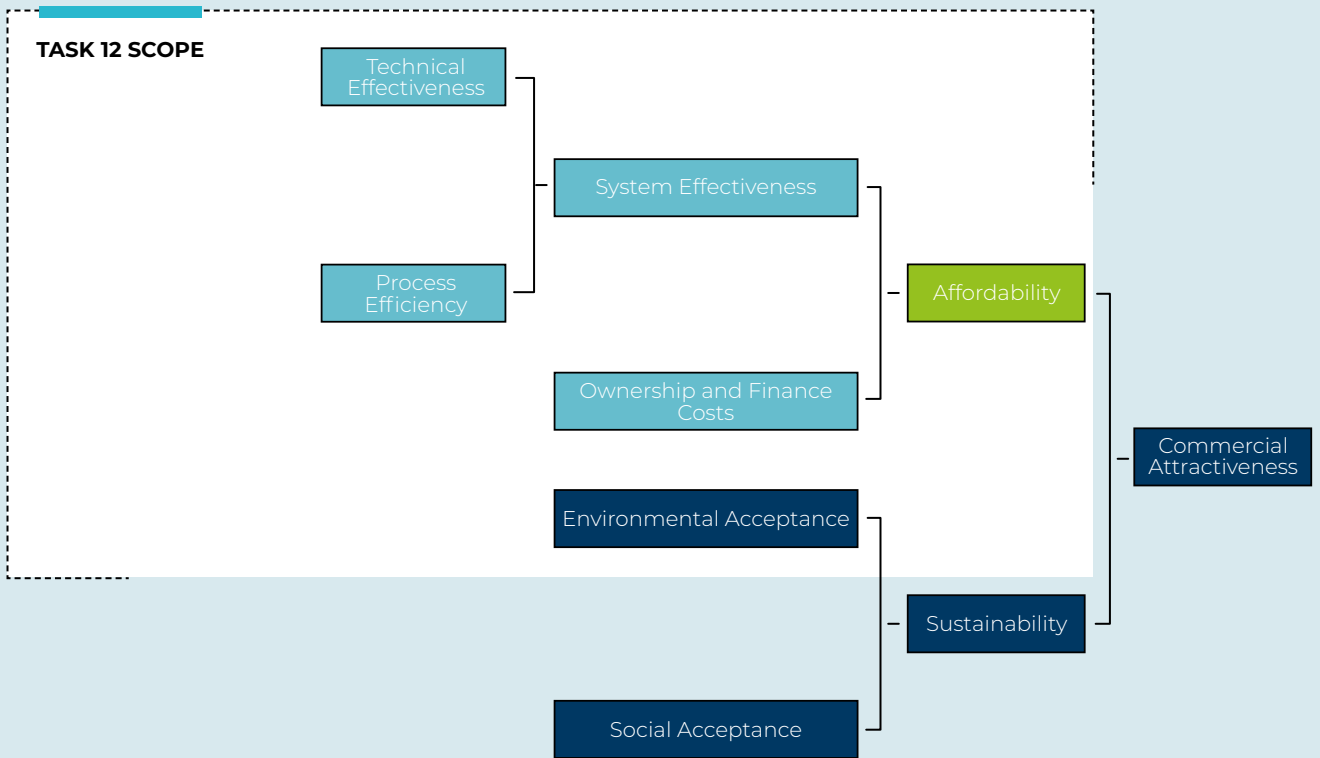 TASK 12 SCOPE
Technical
Effectiveness
System Effectiveness
Process
Efficiency
Affordability
Ownership and Finance
Costs
Commercial
Attractiveness
Environmental Acceptance
Sustainability
Social Acceptance